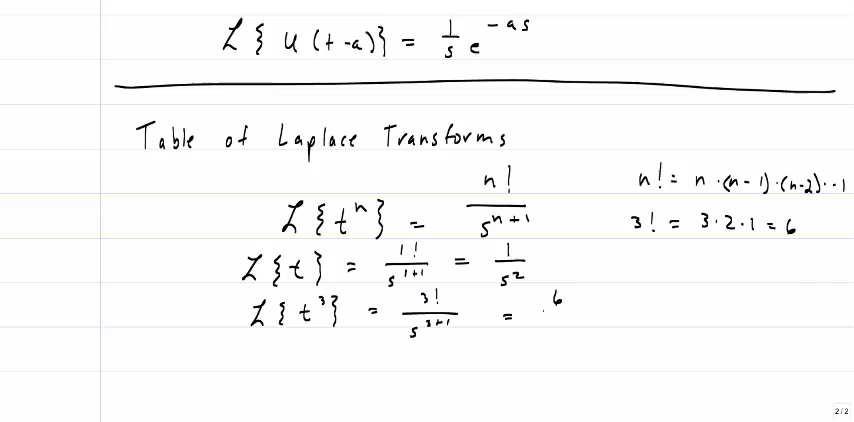 ℒ{u(t-a)} = 1/s e^{-as}
Table of Laplace Transforms
ℒ{t^n} = n!/s^{n+1}
n! = n·(n-1)·(n-2)··1
3! = 3·2·1 = 6
ℒ{t} = 1!/s^{1+1} = 1/s^2
ℒ{t^3} = 3!/s^{3+1} = 6
2/2